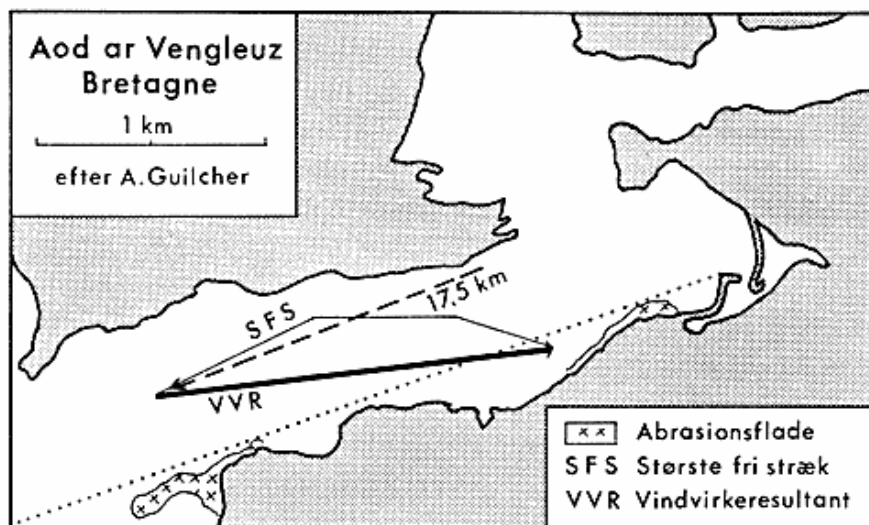 Aod ar Vengleuz
Bretagne
1 km
efter A. Guilcher
SFS
17.5 km
VVR
Abrasionsflade
SFS Største fri stræk
VVR Vindvirkeresultant